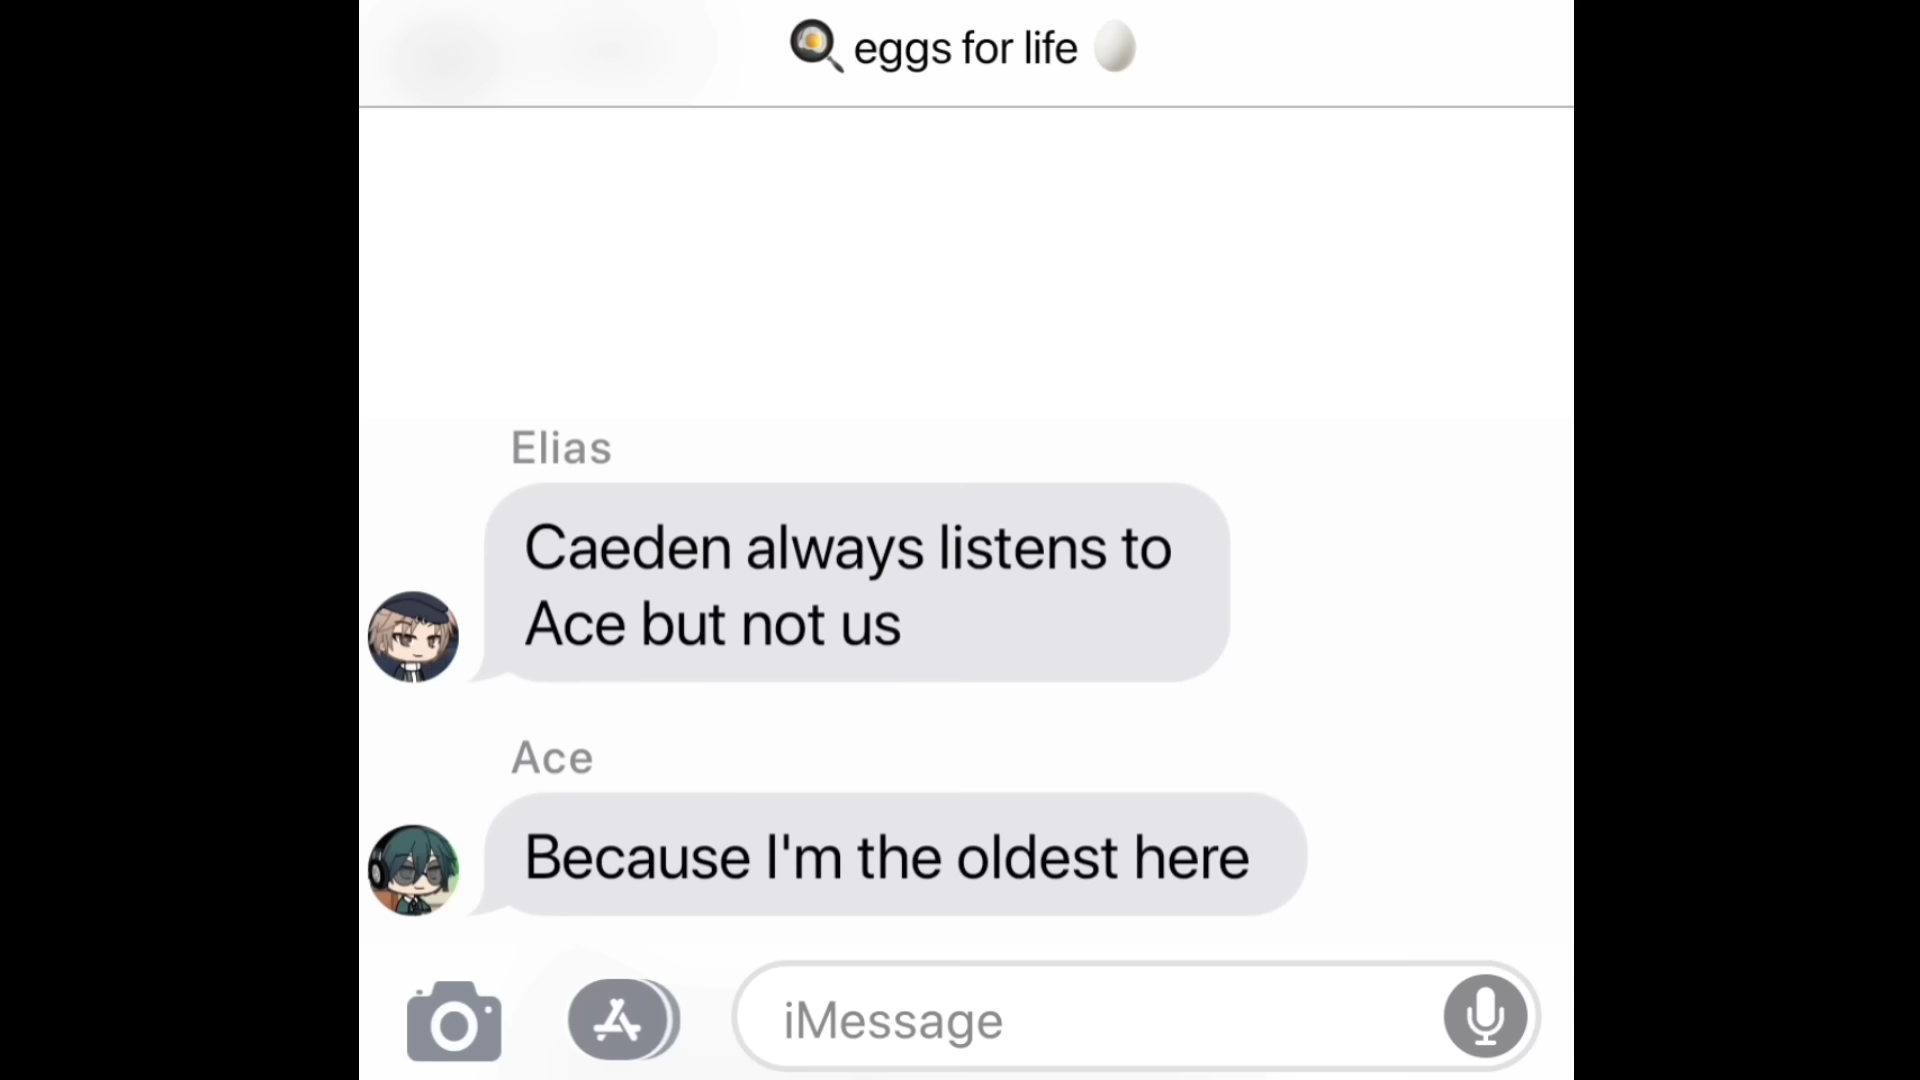 🍳 eggs for life 🥚
Elias
Caeden always listens to
Ace but not us
Ace
Because I'm the oldest here
iMessage